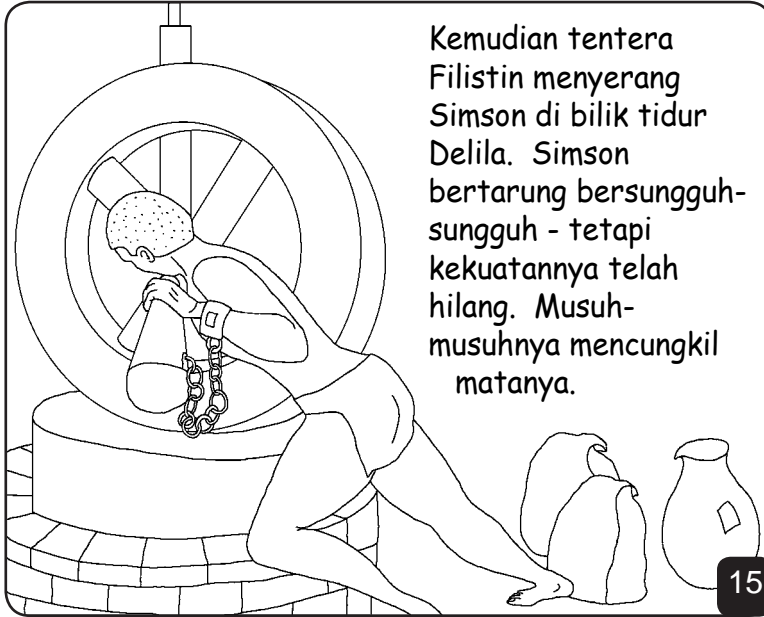 Kemudian tentera
Filistin menyerang
Simson di bilik tidur
Delila.  Simson
bertarung bersungguh-
sungguh - tetapi
kekuatannya telah
hilang.  Musuh-
musuhnya mencungkil
matanya.
15